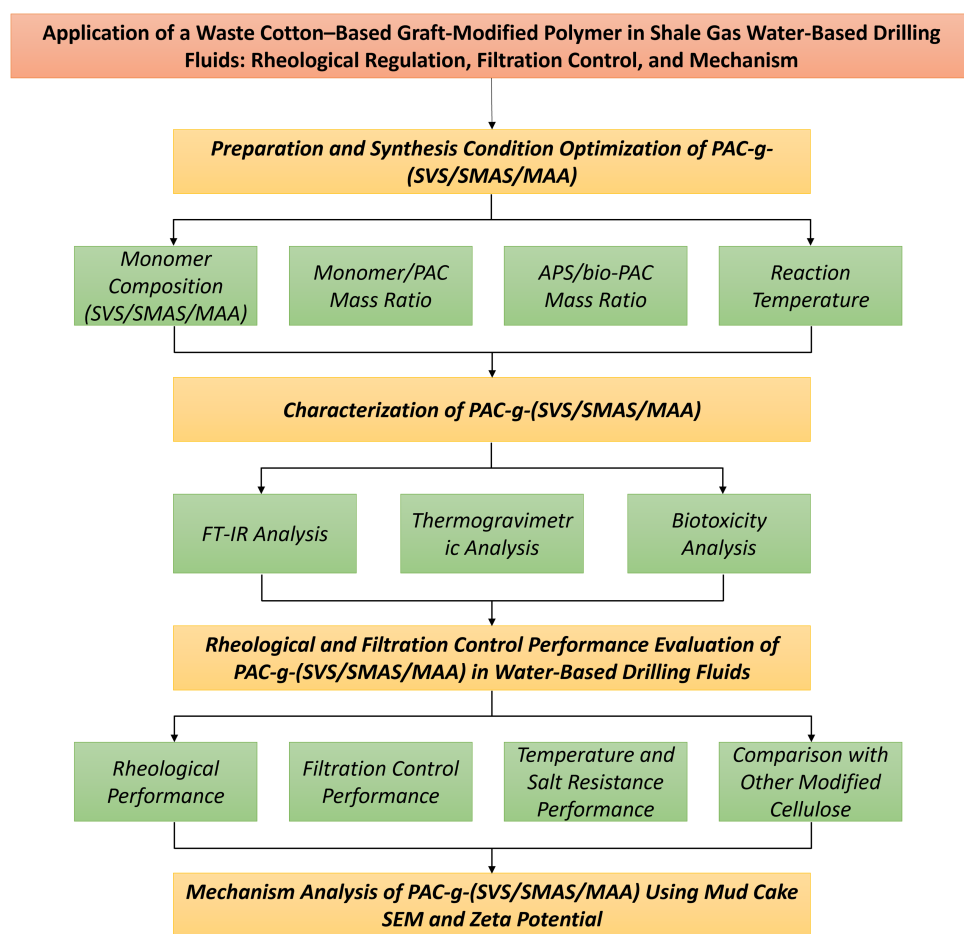 Application of a Waste Cotton–Based Graft-Modified Polymer in Shale Gas Water-Based Drilling
Fluids: Rheological Regulation, Filtration Control, and Mechanism
Preparation and Synthesis Condition Optimization of PAC-g-
(SVS/SMAS/MAA)
Monomer
Composition
(SVS/SMAS/MAA)
Monomer/PAC
Mass Ratio
APS/bio-PAC
Mass Ratio
Reaction
Temperature
Characterization of PAC-g-(SVS/SMAS/MAA)
FT-IR Analysis
Thermogravimetr
ic Analysis
Biotoxicity
Analysis
Rheological and Filtration Control Performance Evaluation of
PAC-g-(SVS/SMAS/MAA) in Water-Based Drilling Fluids
Rheological
Performance
Filtration Control
Performance
Temperature and
Salt Resistance
Performance
Comparison with
Other Modified
Cellulose
Mechanism Analysis of PAC-g-(SVS/SMAS/MAA) Using Mud Cake
SEM and Zeta Potential